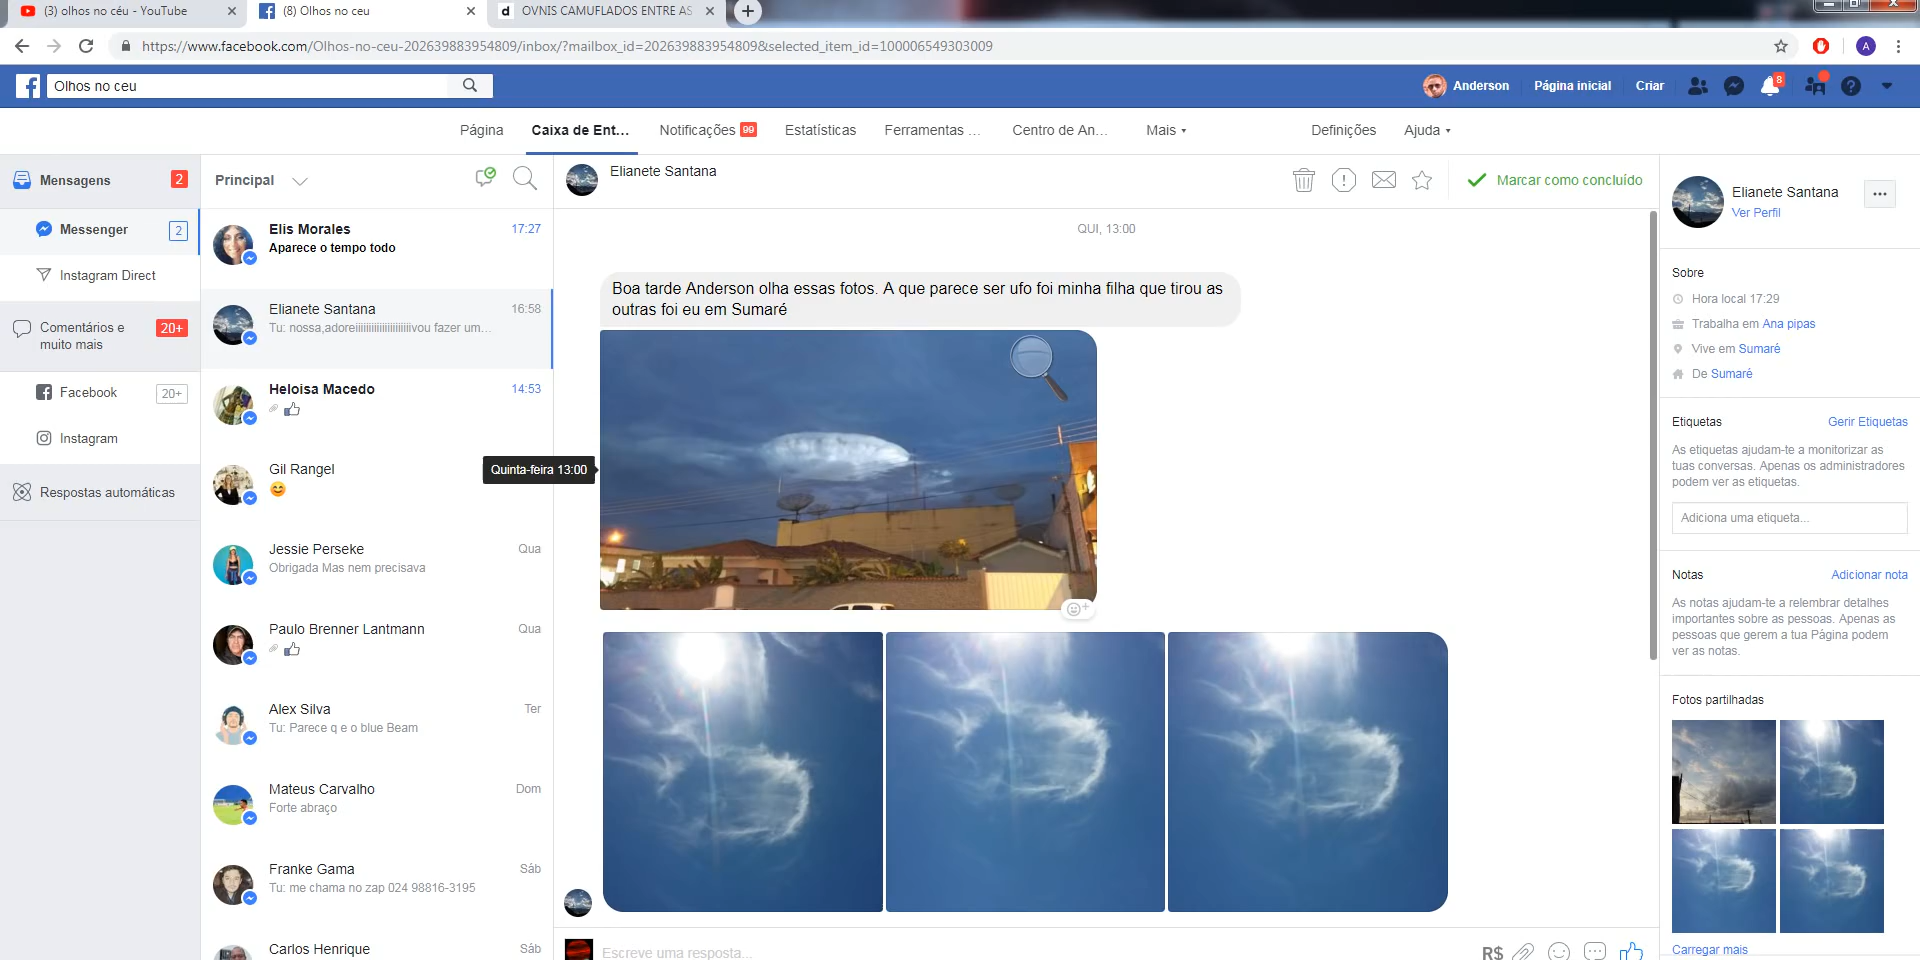 (3) olhos no céu - YouTube
(8) Olhos no ceu
OVNIS CAMUFLADOS ENTRE AS
https://www.facebook.com/Olhos-no-ceu-202639883954809/inbox/?mailbox_id=202639883954809&selected_item_id=100006549303009
A
Olhos no ceu
Anderson
Página inicial
Criar
8
Página
Caixa de Ent...
Notificações 99
Estatísticas
Ferramentas ...
Centro de An...
Mais
Definições
Ajuda
Mensagens 2
Messenger 2
Instagram Direct
Comentários e
muito mais
20+
Facebook 20+
Instagram
Respostas automáticas
Principal
Elis Morales 17:27
Aparece o tempo todo
Elianete Santana 16:58
Tu: nossa,adoreiiiiiiiiiiiiiiiiiiiiiiiivou fazer um...
Heloisa Macedo 14:53
Gil Rangel
Quinta-feira 13:00
Jessie Perseke Qua
Obrigada Mas nem precisava
Paulo Brenner Lantmann Qua
Alex Silva Ter
Tu: Parece q e o blue Beam
Mateus Carvalho Dom
Forte abraço
Franke Gama Sáb
Tu: me chama no zap 024 98816-3195
Carlos Henrique Sáb
Elianete Santana
Marcar como concluído
QUI, 13:00
Boa tarde Anderson olha essas fotos. A que parece ser ufo foi minha filha que tirou as
outras foi eu em Sumaré
Escreve uma resposta...
R$
Elianete Santana
Ver Perfil
Sobre
Hora local 17:29
Trabalha em Ana pipas
Vive em Sumaré
De Sumaré
Etiquetas Gerir Etiquetas
As etiquetas ajudam-te a monitorizar as
tuas conversas. Apenas os administradores
podem ver as etiquetas.
Adiciona uma etiqueta...
Notas Adicionar nota
As notas ajudam-te a relembrar detalhes
importantes sobre as pessoas. Apenas as
pessoas que gerem a tua Página podem
ver as notas.
Fotos partilhadas
Carregar mais